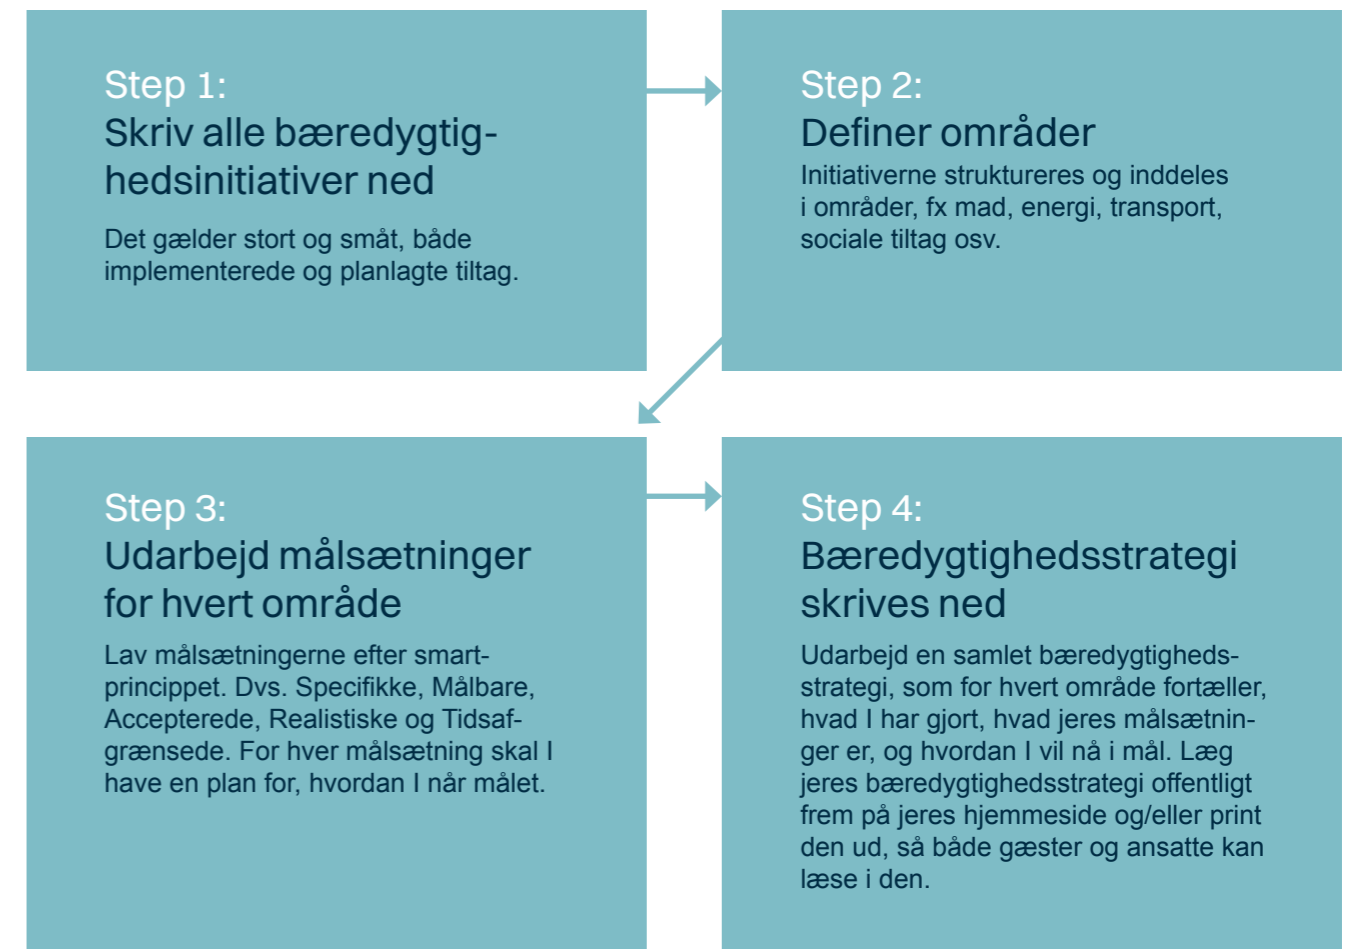 Step 1:
Skriv alle bæredygtig-
hedsinitiativer ned
Det gælder stort og småt, både
implementerede og planlagte tiltag.
Step 2:
Definer områder
Initiativerne struktureres og inddeles
i områder, fx mad, energi, transport,
sociale tiltag osv.
Step 3:
Udarbejd målsætninger
for hvert område
Lav målsætningerne efter smart-
princippet. Dvs. Specifikke, Målbare,
Accepterede, Realistiske og Tidsaf-
grænsede. For hver målsætning skal I
have en plan for, hvordan I når målet.
Step 4:
Bæredygtighedsstrategi
skrives ned
Udarbejd en samlet bæredygtigheds-
strategi, som for hvert område fortæller,
hvad I har gjort, hvad jeres målsætnin-
ger er, og hvordan I vil nå i mål. Læg
jeres bæredygtighedsstrategi offentligt
frem på jeres hjemmeside og/eller print
den ud, så både gæster og ansatte kan
læse i den.